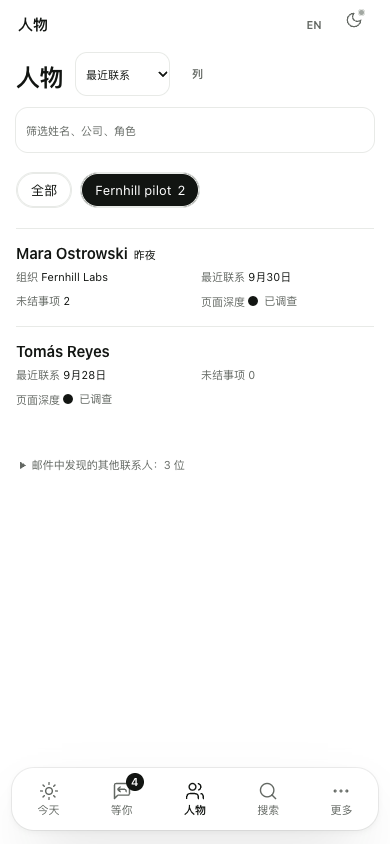 人物
EN
人物
最近联系
列
筛选姓名、公司、角色
全部
Fernhill pilot 2
Mara Ostrowski 昨夜
组织 Fernhill Labs
最近联系 9月30日
未结事项 2
页面深度 已调查
Tomás Reyes
最近联系 9月28日
未结事项 0
页面深度 已调查
邮件中发现的其他联系人：3 位
4
今天
等你
人物
搜索
更多